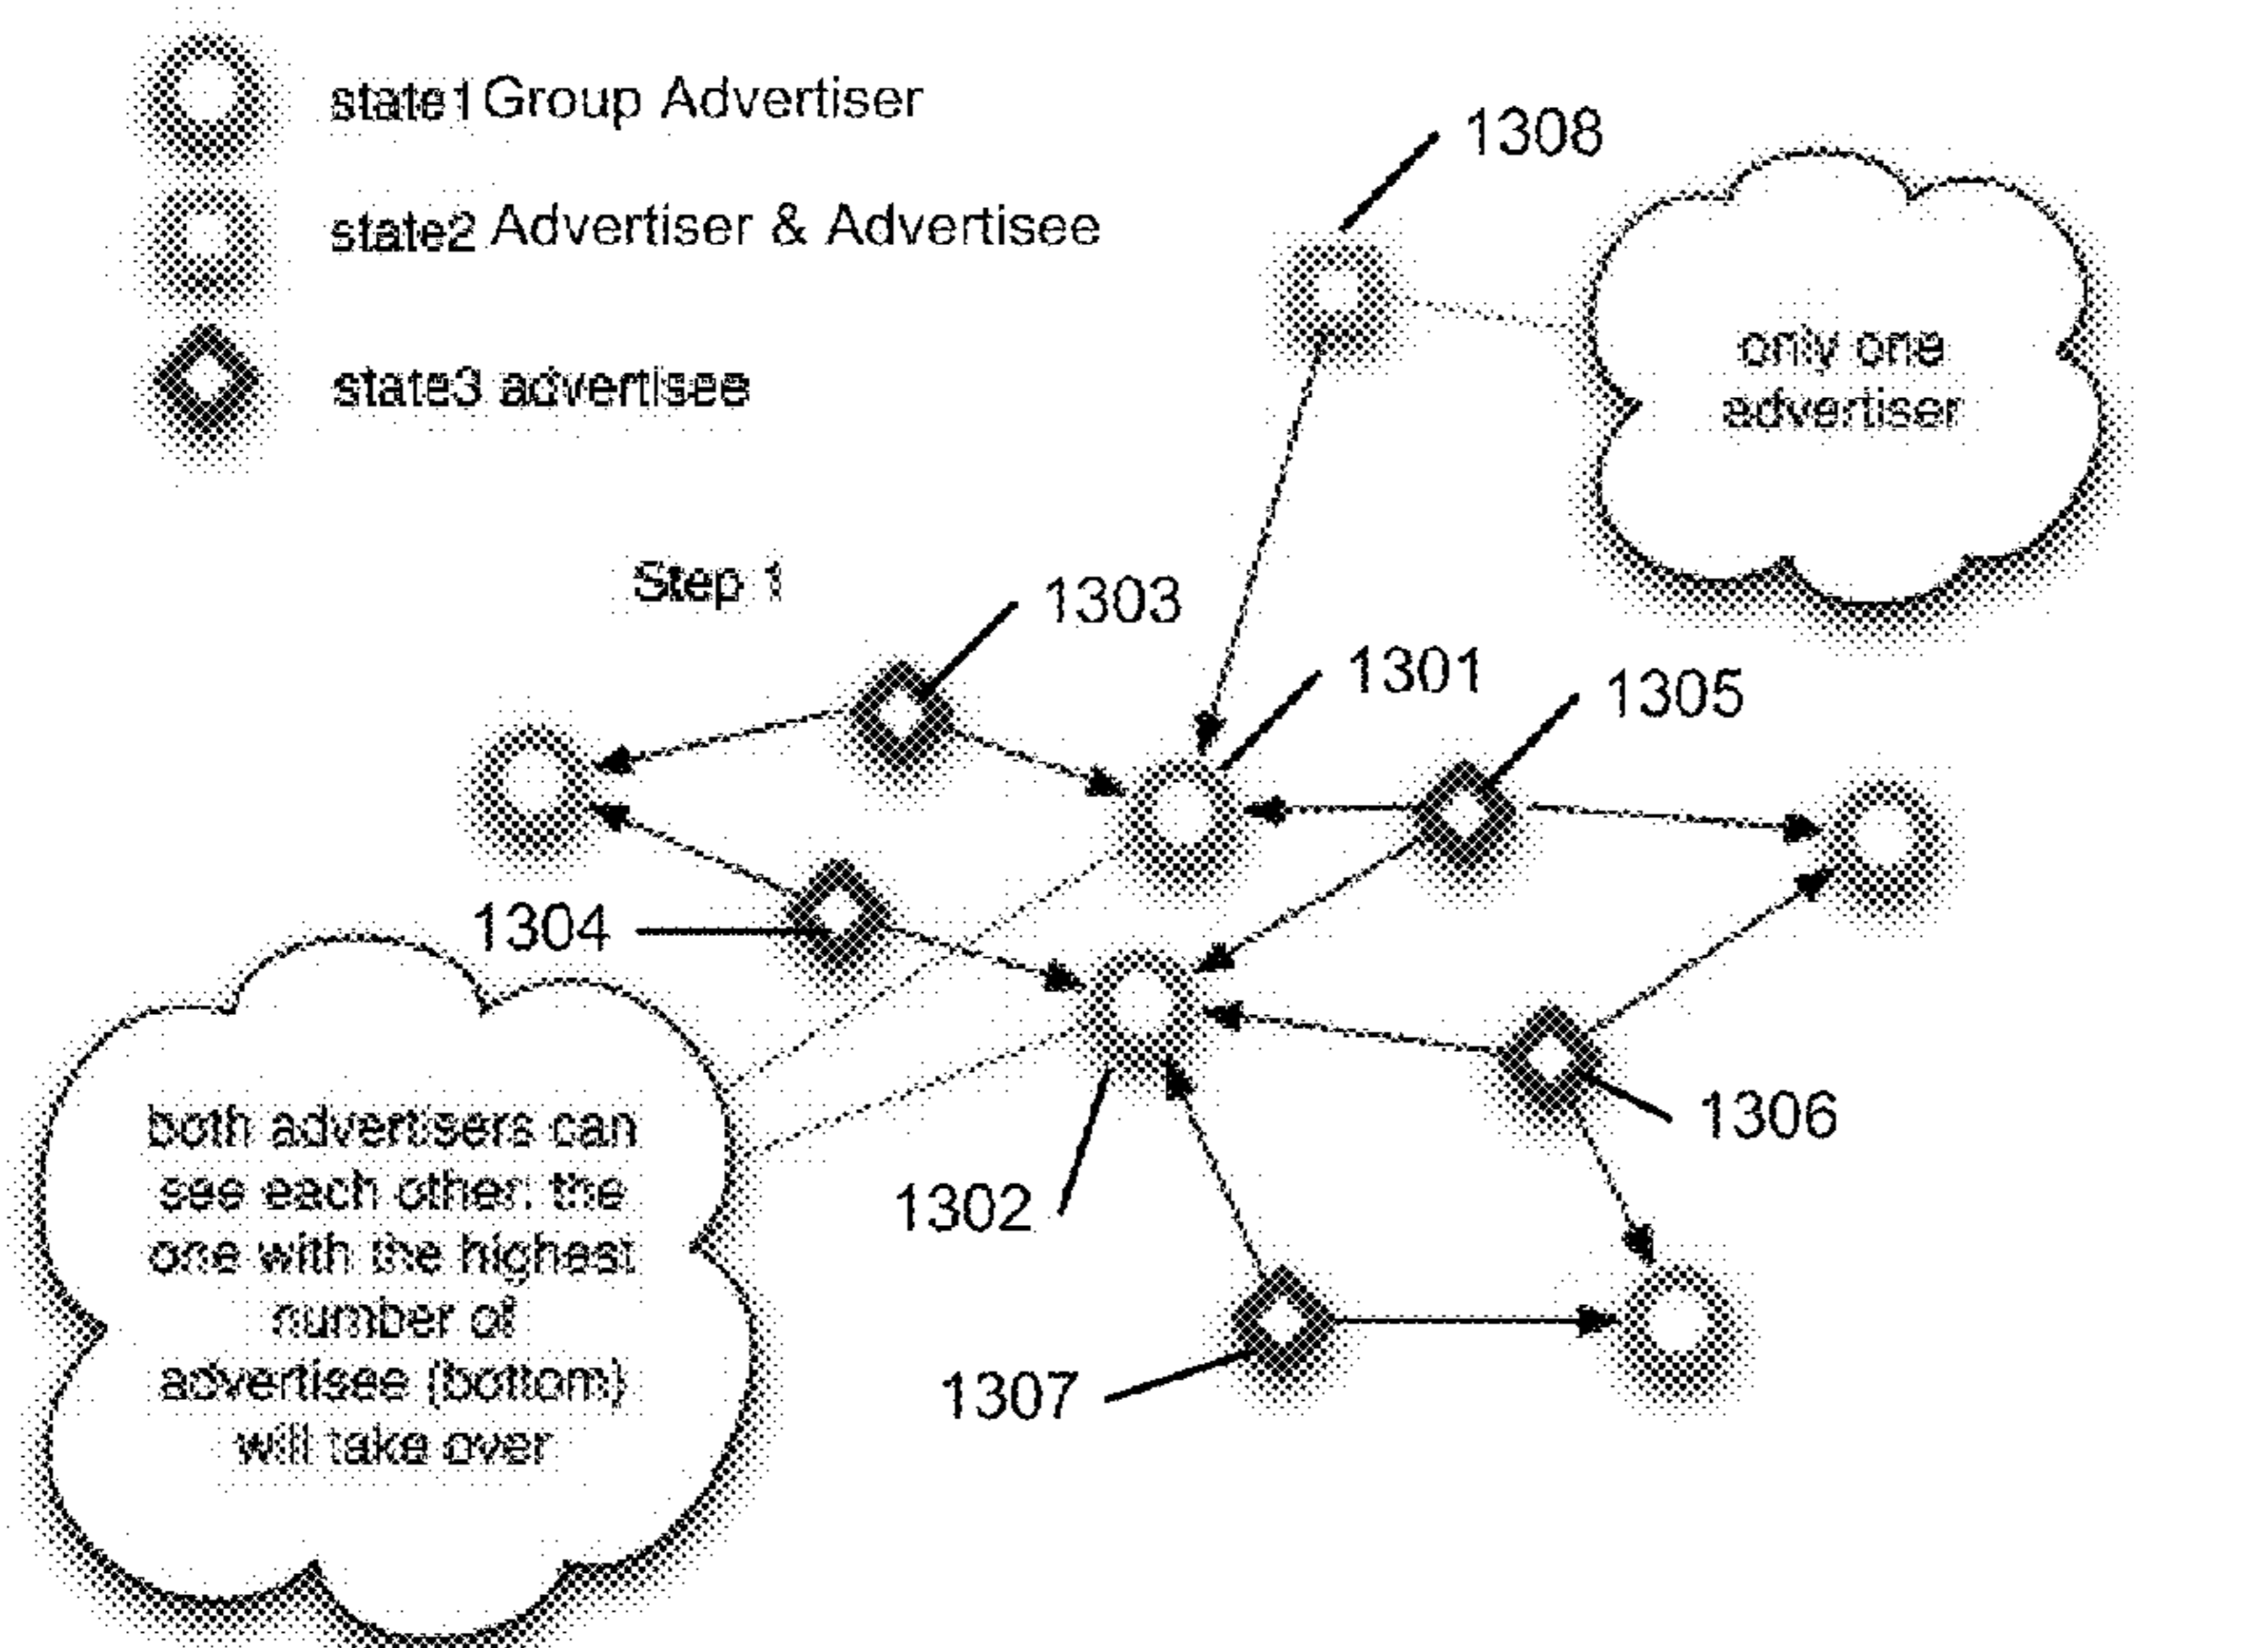 state1 Group Advertiser
state2 Advertiser & Advertisee
state3 advertisee
1308
only one
advertiser
Step 1
1303
1301
1305
1304
1302
1306
1307
both advertisers can
see each other: the
one with the highest
number of
advertisee (bottom)
will take over